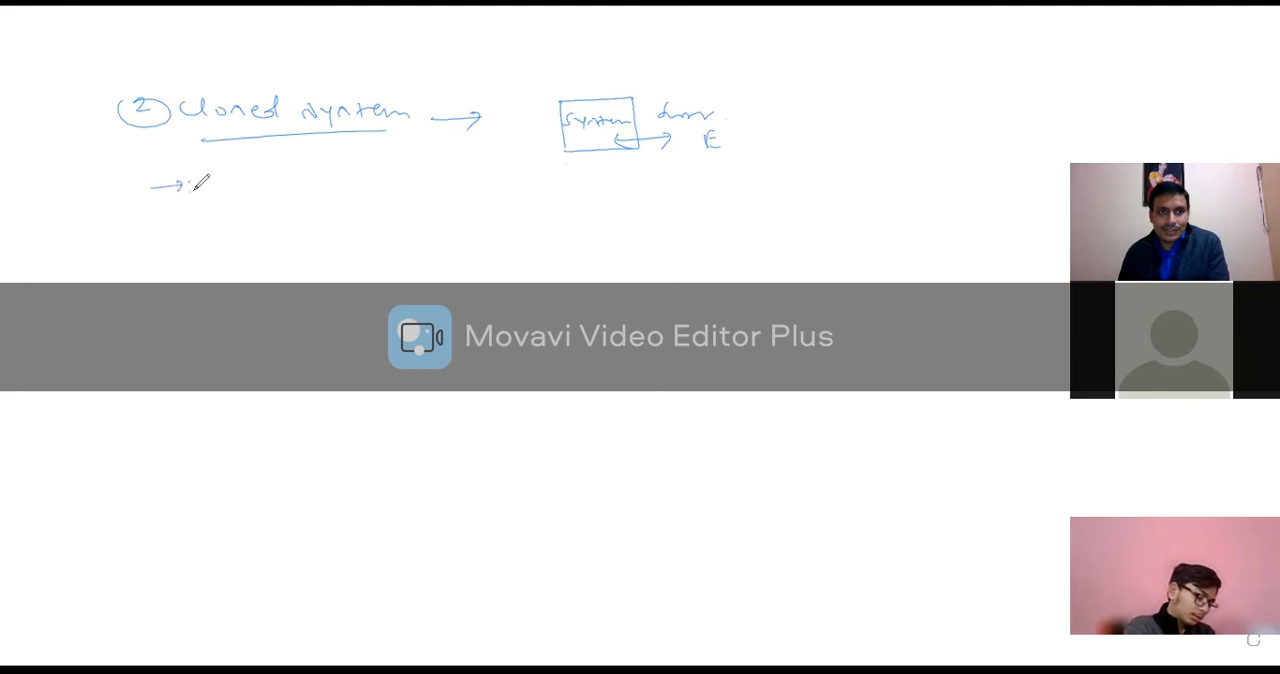 ② Closed system →
System
E
→
Movavi Video Editor Plus